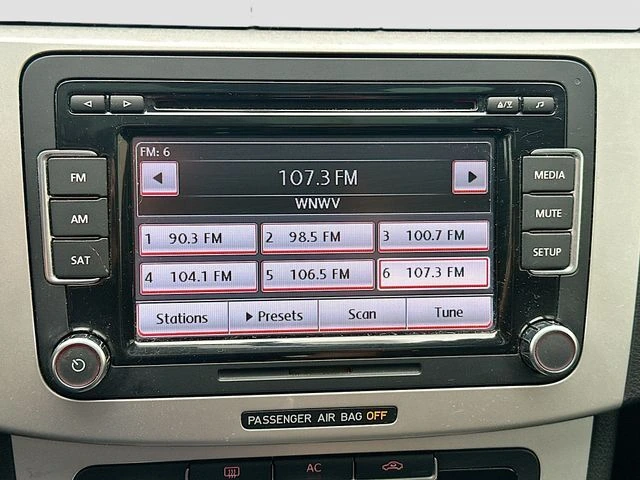 FM: 6
107.3 FM
WNWV
FM
AM
SAT
MEDIA
MUTE
SETUP
1 90.3 FM
2 98.5 FM
3 100.7 FM
4 104.1 FM
5 106.5 FM
6 107.3 FM
Stations
Presets
Scan
Tune
PASSENGER AIR BAG OFF
AC